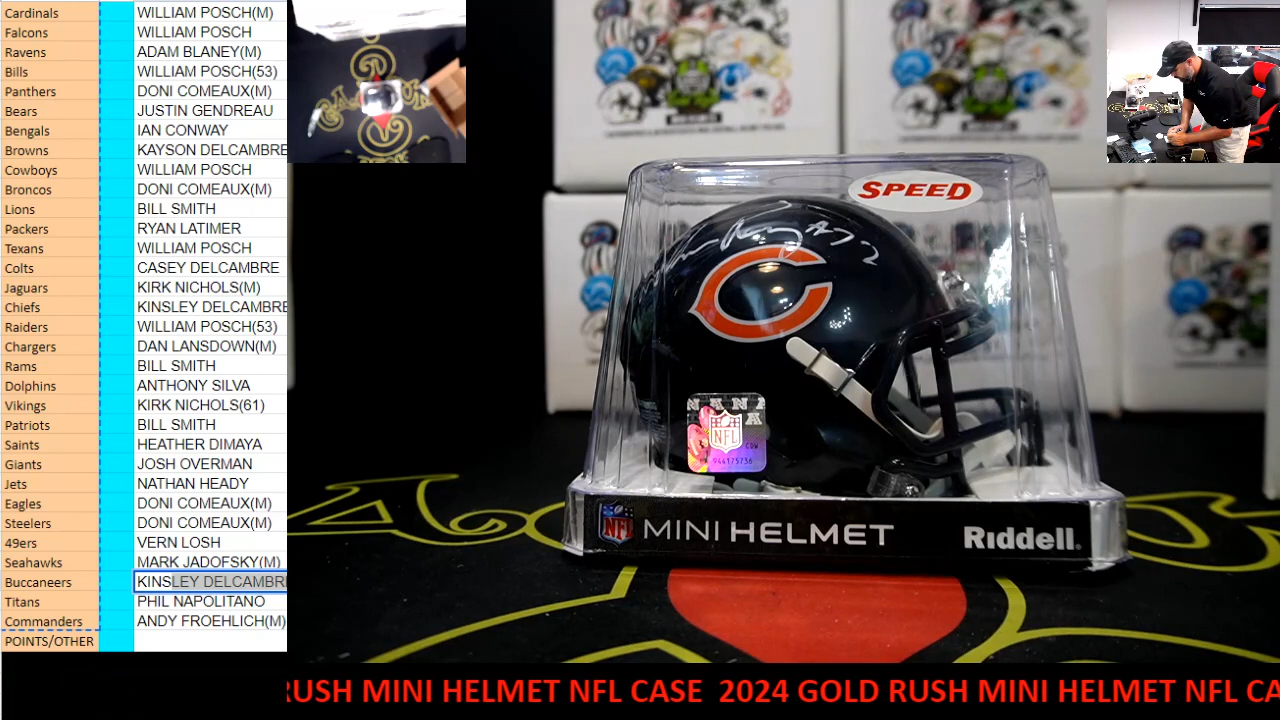 Cardinals WILLIAM POSCH(M)
Falcons WILLIAM POSCH
Ravens ADAM BLANEY(M)
Bills WILLIAM POSCH(53)
Panthers DONI COMEAUX(M)
Bears JUSTIN GENDREAU
Bengals IAN CONWAY
Browns KAYSON DELCAMBRE
Cowboys WILLIAM POSCH
Broncos DONI COMEAUX(M)
Lions BILL SMITH
Packers RYAN LATIMER
Texans WILLIAM POSCH
Colts CASEY DELCAMBRE
Jaguars KIRK NICHOLS(M)
Chiefs KINSLEY DELCAMBRE
Raiders WILLIAM POSCH(53)
Chargers DAN LANSDOWN(M)
Rams BILL SMITH
Dolphins ANTHONY SILVA
Vikings KIRK NICHOLS(61)
Patriots BILL SMITH
Saints HEATHER DIMAYA
Giants JOSH OVERMAN
Jets NATHAN HEADY
Eagles DONI COMEAUX(M)
Steelers DONI COMEAUX(M)
49ers VERN LOSH
Seahawks MARK JADOFSKY(M)
Buccaneers KINSLEY DELCAMBRE
Titans PHIL NAPOLITANO
Commanders ANDY FROEHLICH(M)
POINTS/OTHER
SPEED
#72
NFL
944175736
NFL MINI HELMET Riddell
RUSH MINI HELMET NFL CASE 2024 GOLD RUSH MINI HELMET NFL CA